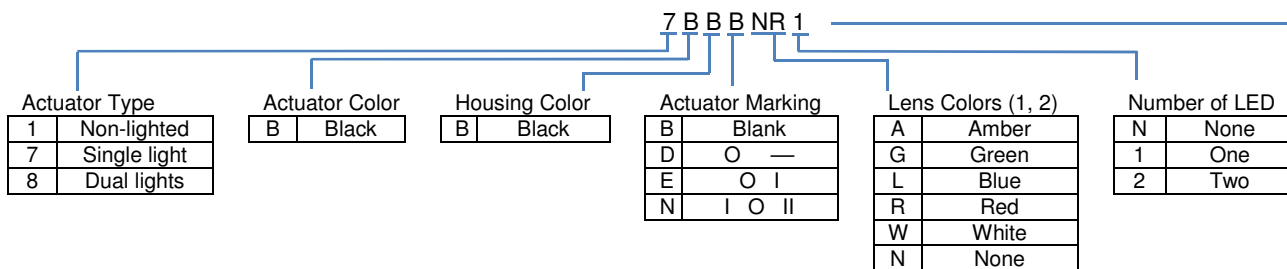 7 B B B NR 1
Actuator Type
1 Non-lighted
7 Single light
8 Dual lights
Actuator Color
B Black
Housing Color
B Black
Actuator Marking
B Blank
D O —
E O I
N I O II
Lens Colors (1, 2)
A Amber
G Green
L Blue
R Red
W White
N None
Number of LED
N None
1 One
2 Two